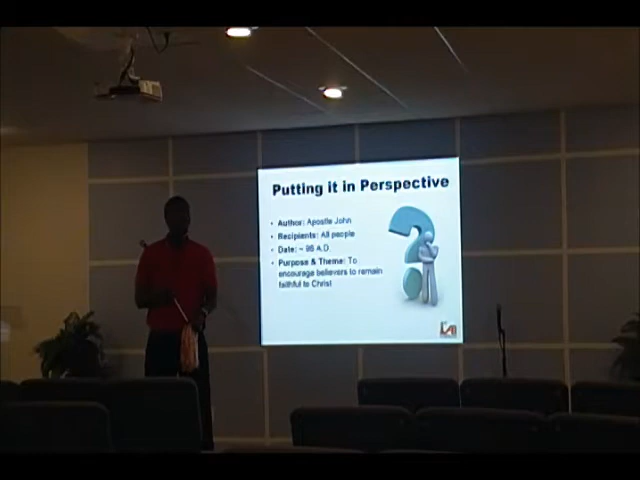 Putting it in Perspective
• Author: Apostle John
• Recipients: All people
• Date: ~ 95 A.D.
• Purpose & Theme: To
encourage believers to remain
faithful to Christ